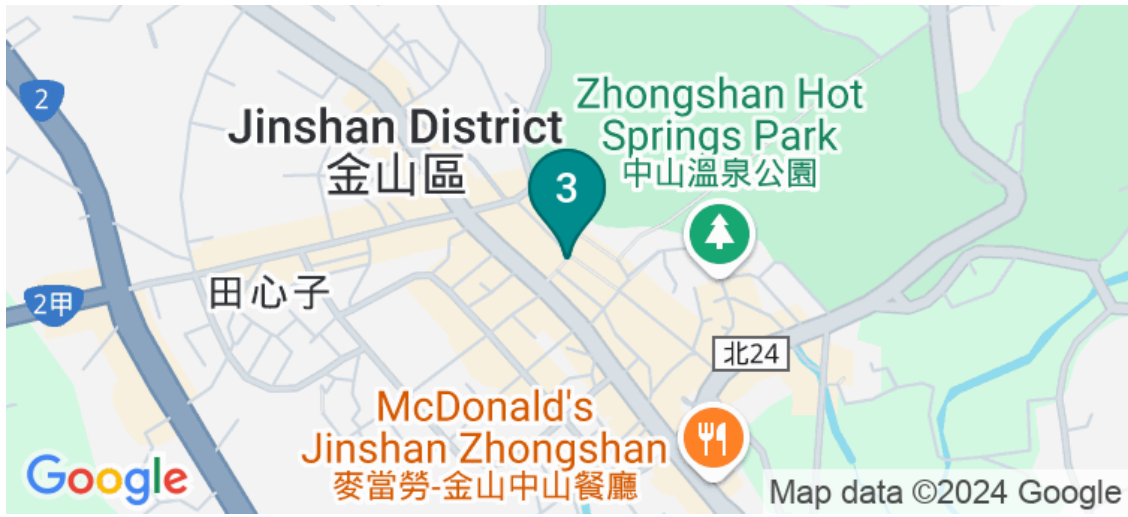 2
Jinshan District
金山區
Zhongshan Hot
Springs Park
中山溫泉公園
3
2甲
田心子
北24
McDonald's
Jinshan Zhongshan
麥當勞-金山中山餐廳
Google
Map data ©2024 Google